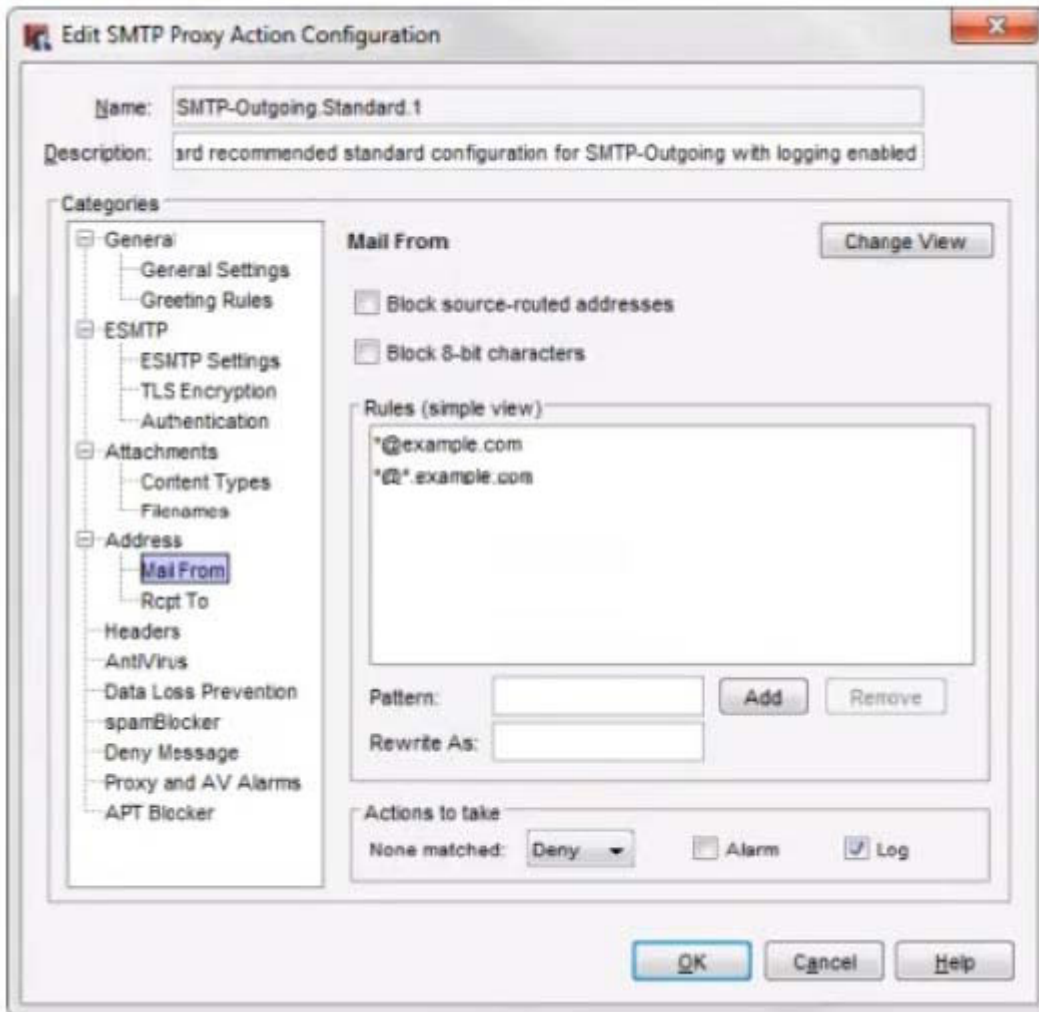 Edit SMTP Proxy Action Configuration
Name: SMTP-Outgoing.Standard.1
Description: ard recommended standard configuration for SMTP-Outgoing with logging enabled
Categories
General
General Settings
Greeting Rules
ESMTP
ESMTP Settings
TLS Encryption
Authentication
Attachments
Content Types
Filenames
Address
Mail From
Rcpt To
Headers
AntiVirus
Data Loss Prevention
spamBlocker
Deny Message
Proxy and AV Alarms
APT Blocker
Mail From
Change View
Block source-routed addresses
Block 8-bit characters
Rules (simple view)
*@example.com
*@*.example.com
Pattern: Add Remove
Rewrite As:
Actions to take
None matched: Deny Alarm Log
OK Cancel Help